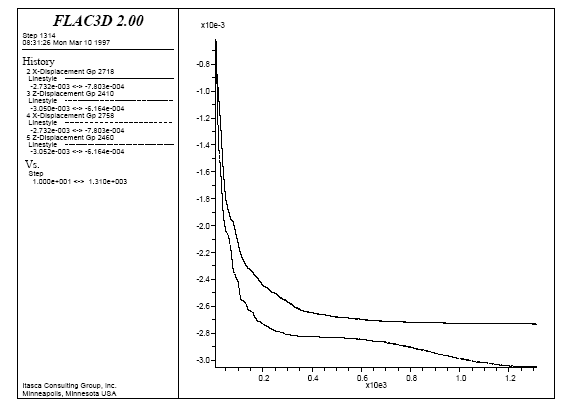 FLAC3D 2.00
Step 1314
08:31:26 Mon Mar 10 1997
History
2 X-Displacement Gp 2718
Linestyle
-2.732e-003 <-> -7.803e-004
3 Z-Displacement Gp 2410
Linestyle
-3.050e-003 <-> -6.164e-004
4 X-Displacement Gp 2758
Linestyle
-2.732e-003 <-> -7.803e-004
5 Z-Displacement Gp 2460
Linestyle
-3.052e-003 <-> -6.164e-004
Vs.
Step
1.000e+001 <-> 1.310e+003
Itasca Consulting Group, Inc.
Minneapolis, Minnesota USA
x10e-3
-0.8
-1.0
-1.2
-1.4
-1.6
-1.8
-2.0
-2.2
-2.4
-2.6
-2.8
-3.0
0.2 0.4 0.6 0.8 1.0 1.2
x10e3